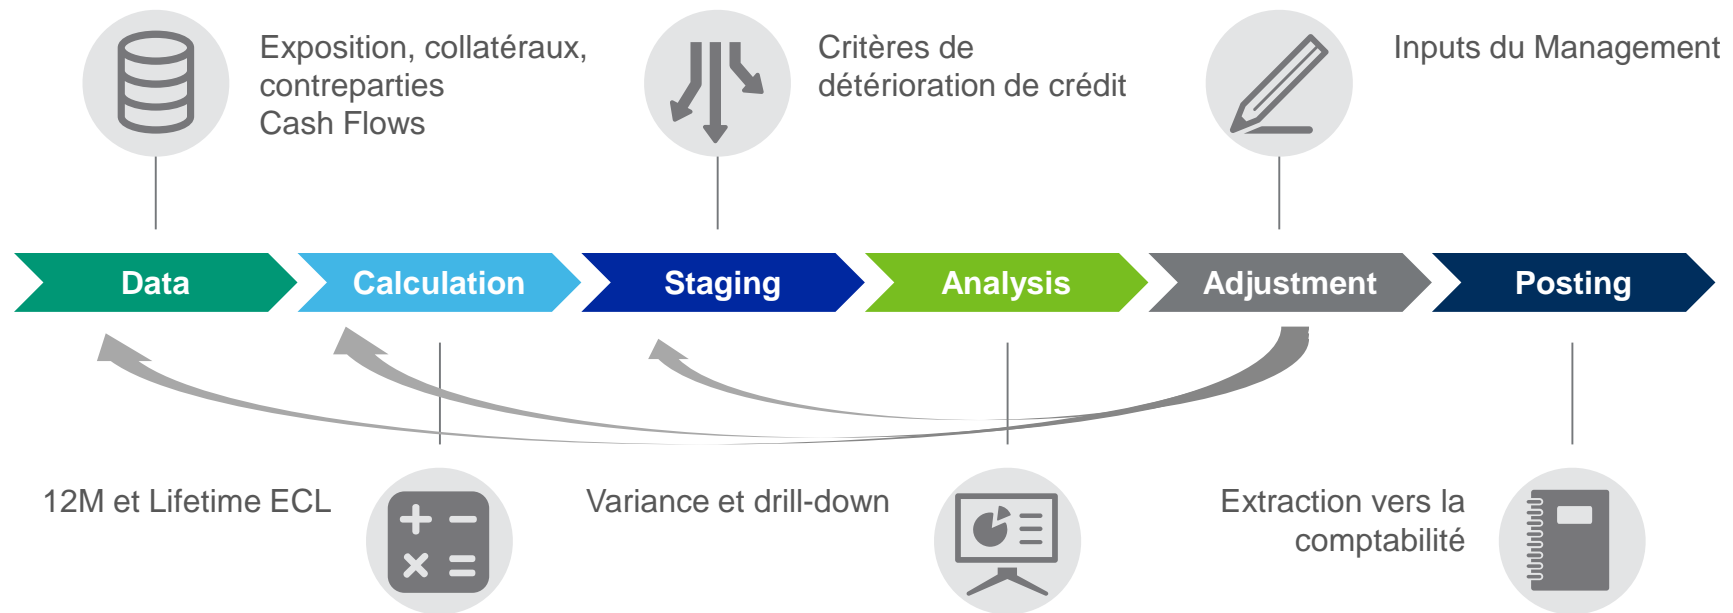 Exposition, collatéraux,
contreparties
Cash Flows
Critères de
détérioration de crédit
Inputs du Management
Data
Calculation
Staging
Analysis
Adjustment
Posting
12M et Lifetime ECL
Variance et drill-down
Extraction vers la
comptabilité